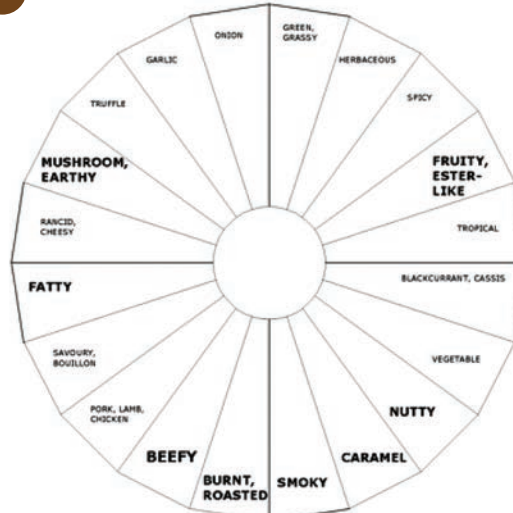 GREEN,
GRASSY
HERBACEOUS
SPICY
FRUITY,
ESTER-
LIKE
TROPICAL
BLACKCURRANT, CASSIS
VEGETABLE
NUTTY
CARAMEL
SMOKY
BURNT,
ROASTED
BEEFY
PORK, LAMB,
CHICKEN
SAVOURY,
BOUILLON
FATTY
RANCID,
CHEESY
MUSHROOM,
EARTHY
TRUFFLE
GARLIC
ONION